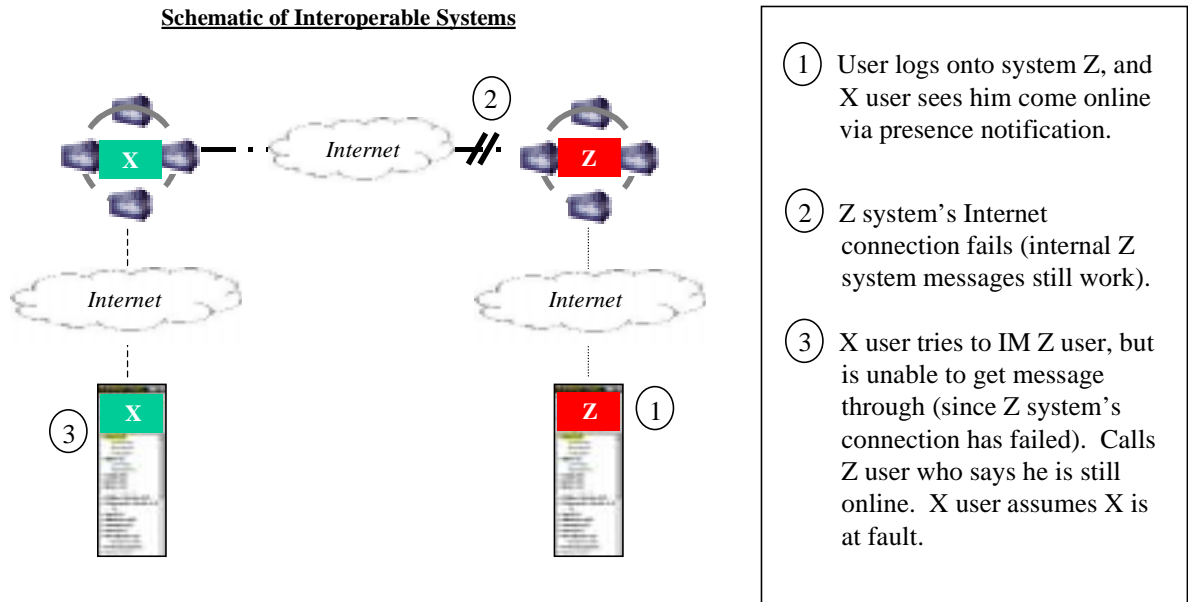 Schematic of Interoperable Systems
2
X
Internet
Z
Internet
Internet
X
3
Z
1
1 User logs onto system Z, and
X user sees him come online
via presence notification.
2 Z system's Internet
connection fails (internal Z
system messages still work).
3 X user tries to IM Z user, but
is unable to get message
through (since Z system's
connection has failed). Calls
Z user who says he is still
online. X user assumes X is
at fault.